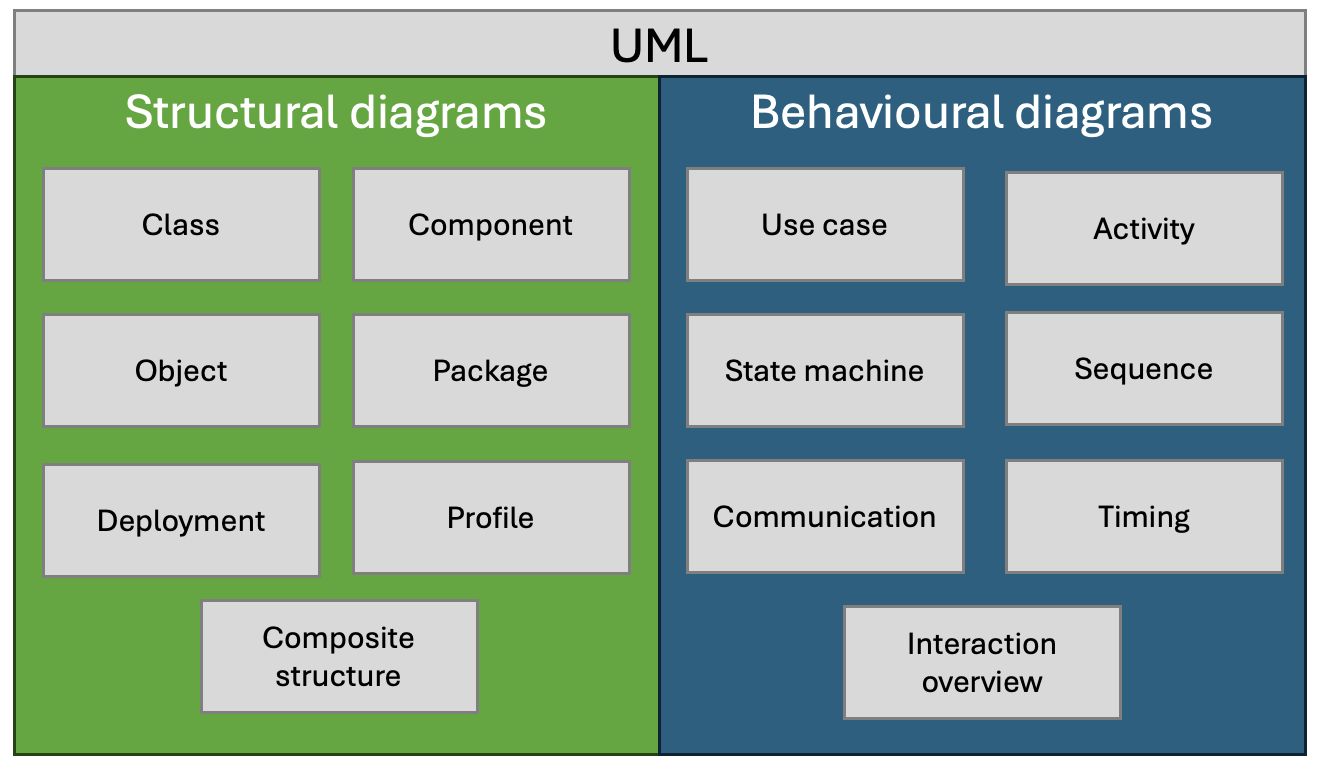 UML
Structural diagrams
Class
Component
Object
Package
Deployment
Profile
Composite
structure
Behavioural diagrams
Use case
Activity
State machine
Sequence
Communication
Timing
Interaction
overview